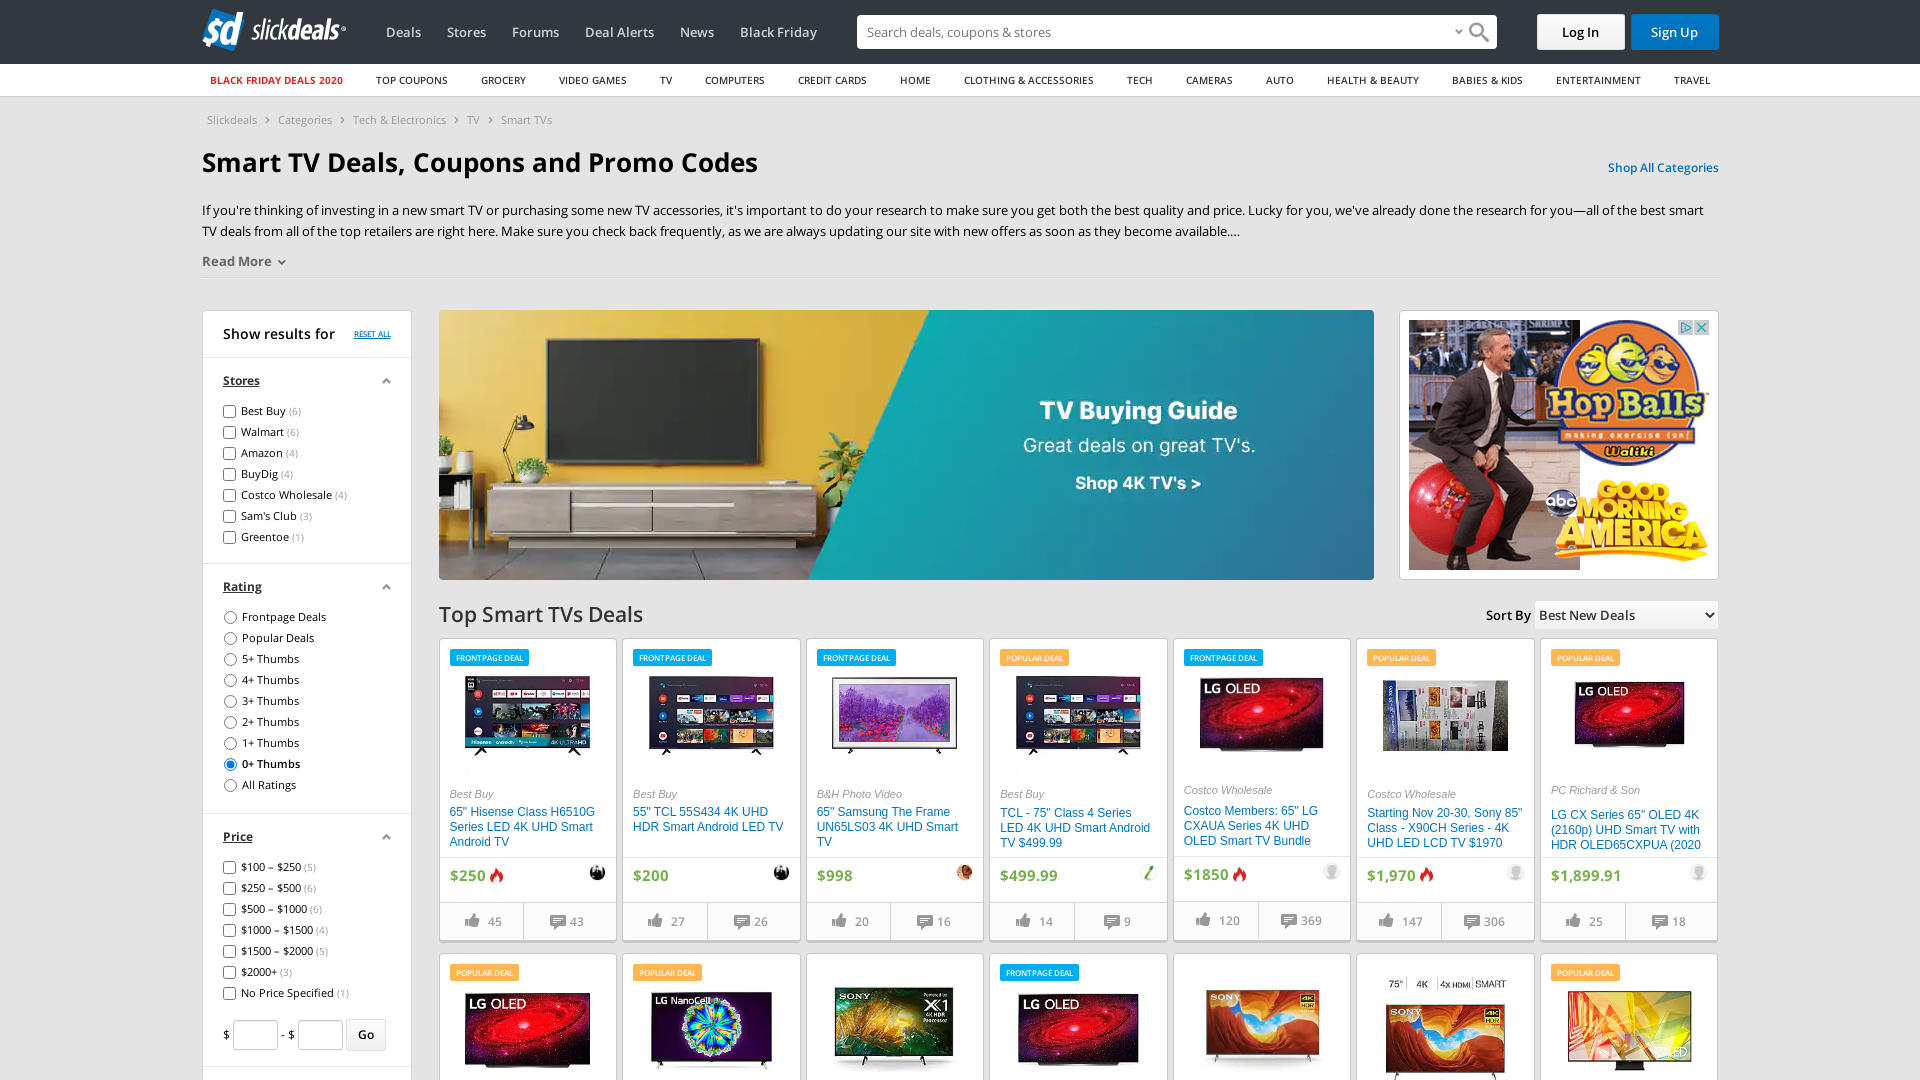 slickdeals
Deals
Stores
Forums
Deal Alerts
News
Black Friday
Search deals, coupons & stores
Log In
Sign Up
BLACK FRIDAY DEALS 2020
TOP COUPONS
GROCERY
VIDEO GAMES
TV
COMPUTERS
CREDIT CARDS
HOME
CLOTHING & ACCESSORIES
TECH
CAMERAS
AUTO
HEALTH & BEAUTY
BABIES & KIDS
ENTERTAINMENT
TRAVEL
Slickdeals > Categories > Tech & Electronics > TV > Smart TVs
Smart TV Deals, Coupons and Promo Codes
Shop All Categories
If you're thinking of investing in a new smart TV or purchasing some new TV accessories, it's important to do your research to make sure you get both the best quality and price. Lucky for you, we've already done the research for you—all of the best smart
TV deals from all of the top retailers are right here. Make sure you check back frequently, as we are always updating our site with new offers as soon as they become available....
Read More
Show results for
RESET ALL
Stores
Best Buy (6)
Walmart (6)
Amazon (4)
BuyDig (4)
Costco Wholesale (4)
Sam's Club (3)
Greentoe (1)
Rating
Frontpage Deals
Popular Deals
5+ Thumbs
4+ Thumbs
3+ Thumbs
2+ Thumbs
1+ Thumbs
0+ Thumbs
All Ratings
Price
$100 – $250 (5)
$250 – $500 (6)
$500 – $1000 (6)
$1000 – $1500 (4)
$1500 – $2000 (5)
$2000+ (3)
No Price Specified (1)
$ - $ Go
TV Buying Guide
Great deals on great TV's.
Shop 4K TV's >
Hop Balls
making exercise fun!
Waliki
abc
GOOD
MORNING
AMERICA
Top Smart TVs Deals
Sort By
Best New Deals
FRONTPAGE DEAL
Best Buy
65" Hisense Class H6510G
Series LED 4K UHD Smart
Android TV
$250
45
43
FRONTPAGE DEAL
Best Buy
55" TCL 55S434 4K UHD
HDR Smart Android LED TV
$200
27
26
FRONTPAGE DEAL
B&H Photo Video
65" Samsung The Frame
UN65LS03 4K UHD Smart
TV
$998
20
16
POPULAR DEAL
Best Buy
TCL - 75" Class 4 Series
LED 4K UHD Smart Android
TV $499.99
$499.99
14
9
FRONTPAGE DEAL
LG OLED
Costco Wholesale
Costco Members: 65" LG
CXAUA Series 4K UHD
OLED Smart TV Bundle
$1850
120
369
POPULAR DEAL
Costco Wholesale
Starting Nov 20-30, Sony 85"
Class - X90CH Series - 4K
UHD LED LCD TV $1970
$1,970
147
306
POPULAR DEAL
LG OLED
PC Richard & Son
LG CX Series 65" OLED 4K
(2160p) UHD Smart TV with
HDR OLED65CXPUA (2020
$1,899.91
25
18
POPULAR DEAL
LG OLED
POPULAR DEAL
LG NanoCell
SONY
Powered by
X1
4K HDR
Processor
FRONTPAGE DEAL
LG OLED
SONY
4K
HDR
75" 4K 4x HDMI SMART
SONY
4K
HDR
POPULAR DEAL